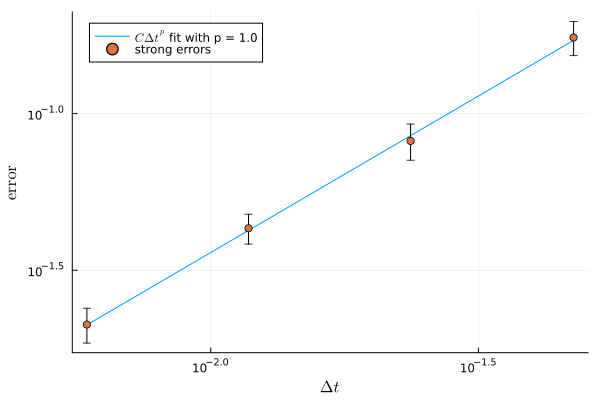 CΔt^p fit with p = 1.0
strong errors
error
10^-1.0
10^-1.5
10^-2.0
10^-1.5
Δt